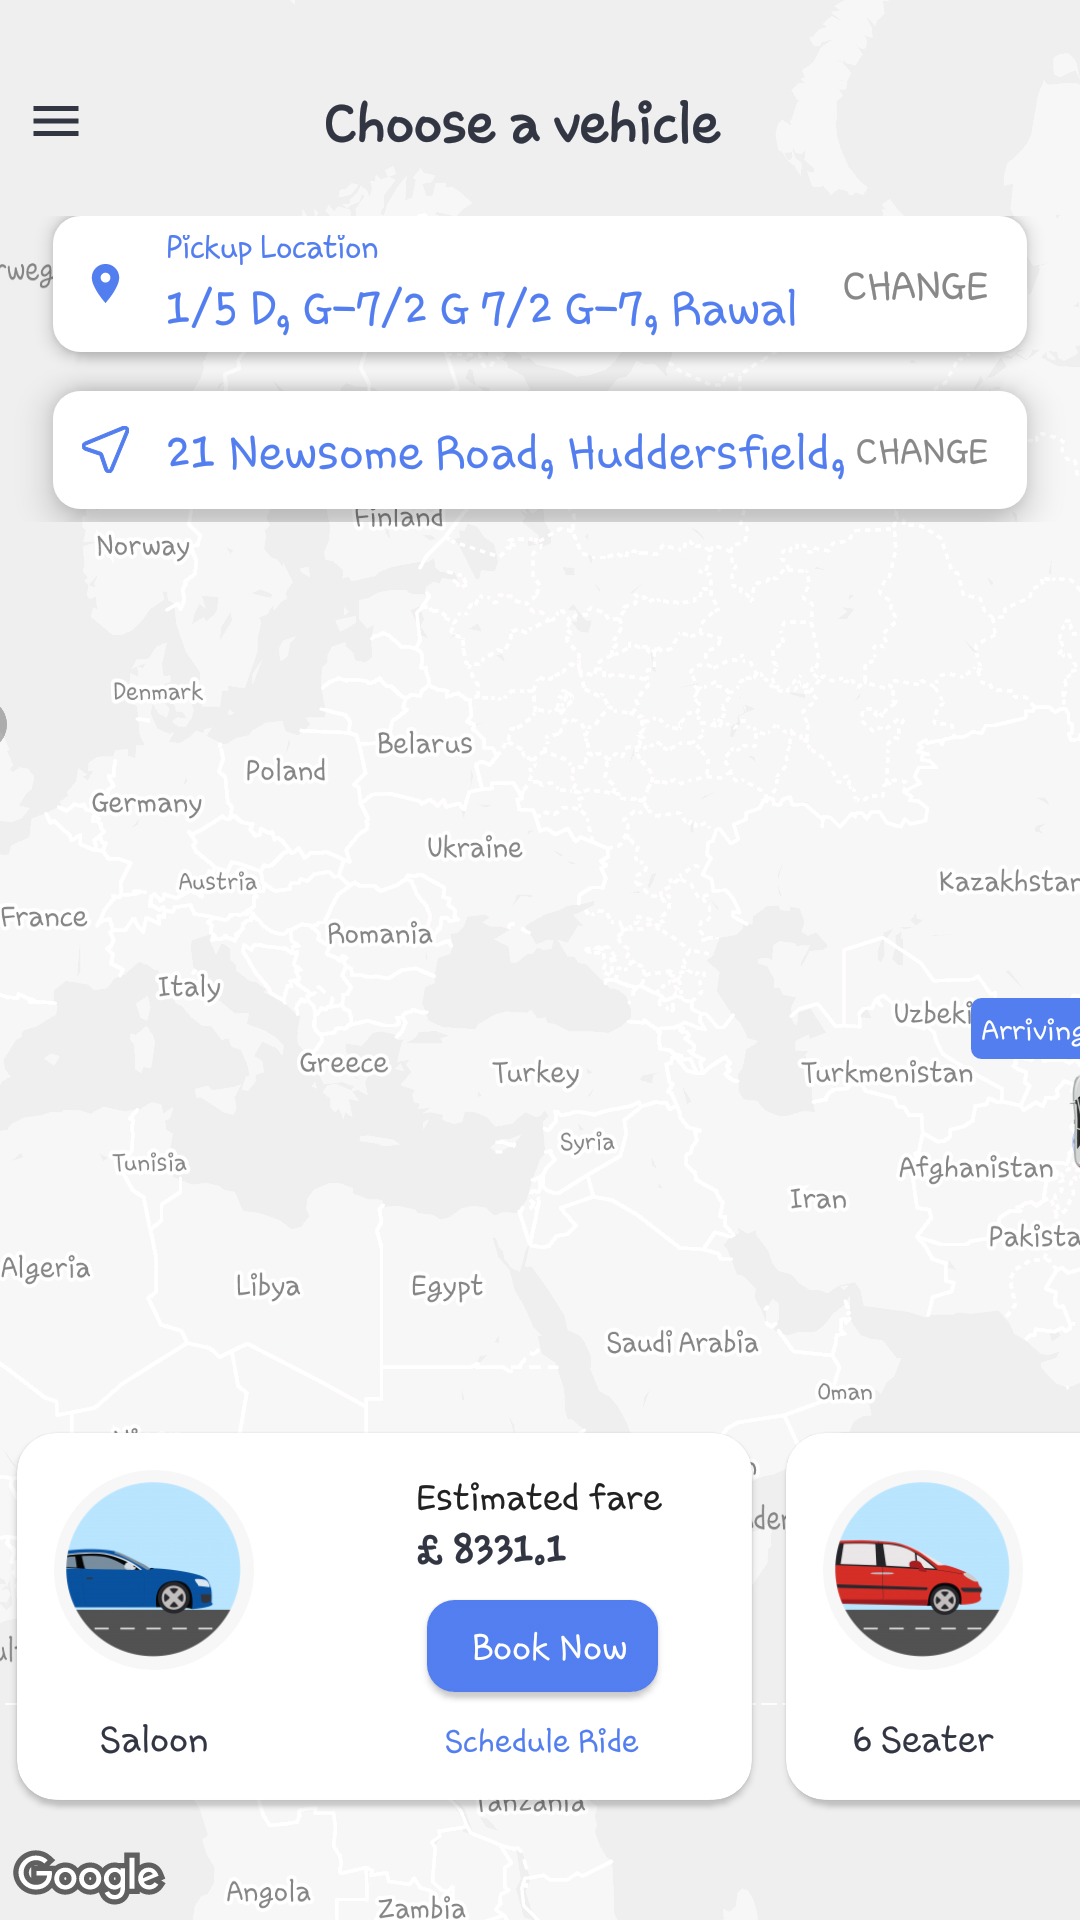 Choose a vehicle
Pickup Location
1/5 D, G-7/2 G 7/2 G-7, Rawal
CHANGE
21 Newsome Road, Huddersfield,
CHANGE
Finland
Norway
Denmark
Belarus
Poland
Germany
Ukraine
Austria
Kazakhstan
France
Romania
Italy
Uzbeki
Arriving
Greece
Turkey
Turkmenistan
Syria
Tunisia
Afghanistan
Iran
Pakista
Algeria
Libya
Egypt
Saudi Arabia
Oman
Estimated fare
£ 8331.1
Book Now
Saloon
Schedule Ride
6 Seater
Tanzania
Google
Angola
Zambia